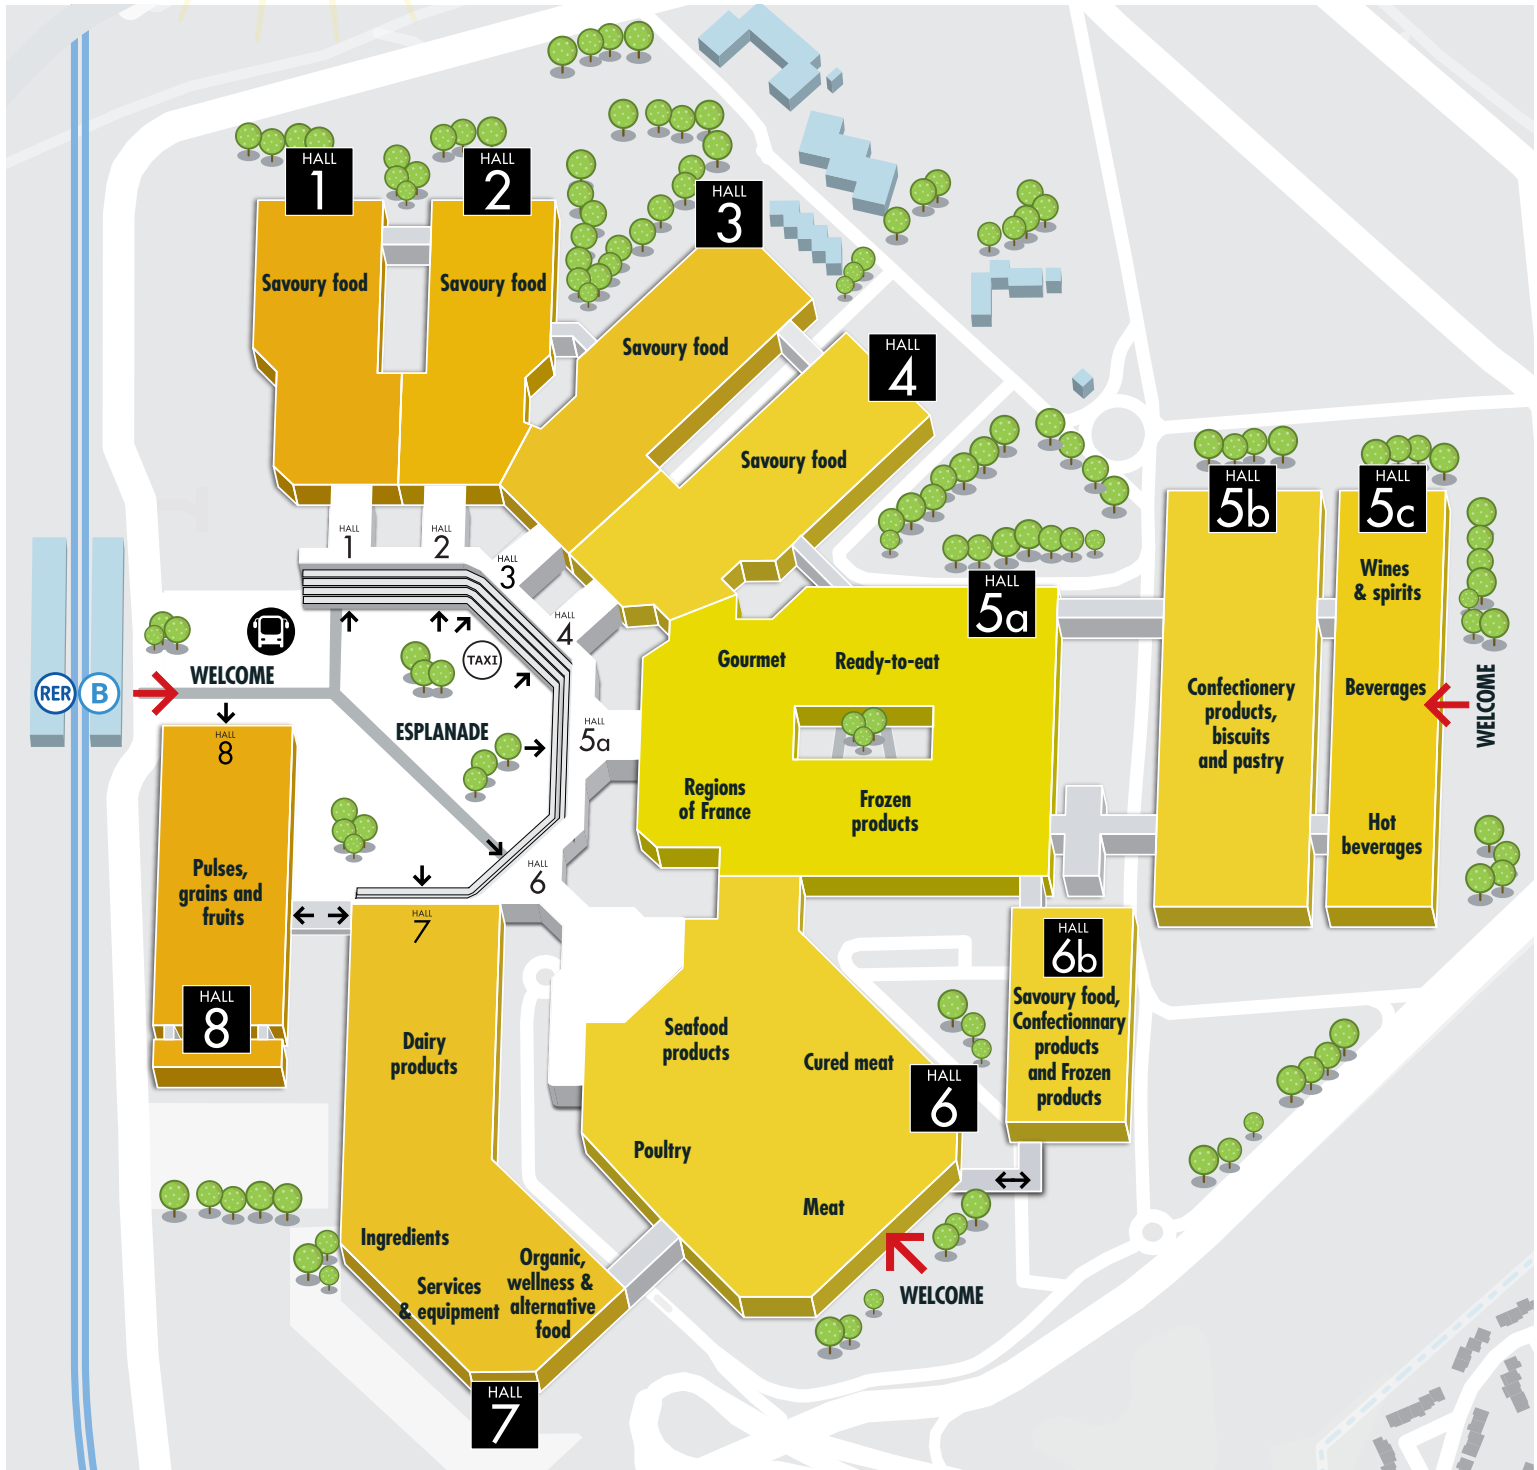 HALL
1
HALL
2
HALL
3
HALL
4
Savoury food
Savoury food
Savoury food
Savoury food
HALL
5b
HALL
5c
HALL
1
HALL
2
HALL
3
HALL
4
HALL
5a
Wines
& spirits
TAXI
WELCOME
RER
B
ESPLANADE
HALL
5a
HALL
8
Gourmet
Ready-to-eat
Regions
of France
Frozen
products
Confectionery
products,
biscuits
and pastry
Beverages
WELCOME
Hot
beverages
Pulses,
grains and
fruits
HALL
6
HALL
7
HALL
8
HALL
6b
Savoury food,
Confectionnary
products
and Frozen
products
Dairy
products
Seafood
products
Cured meat
HALL
6
Poultry
Meat
Ingredients
Services
& equipment
Organic,
wellness &
alternative
food
WELCOME
HALL
7